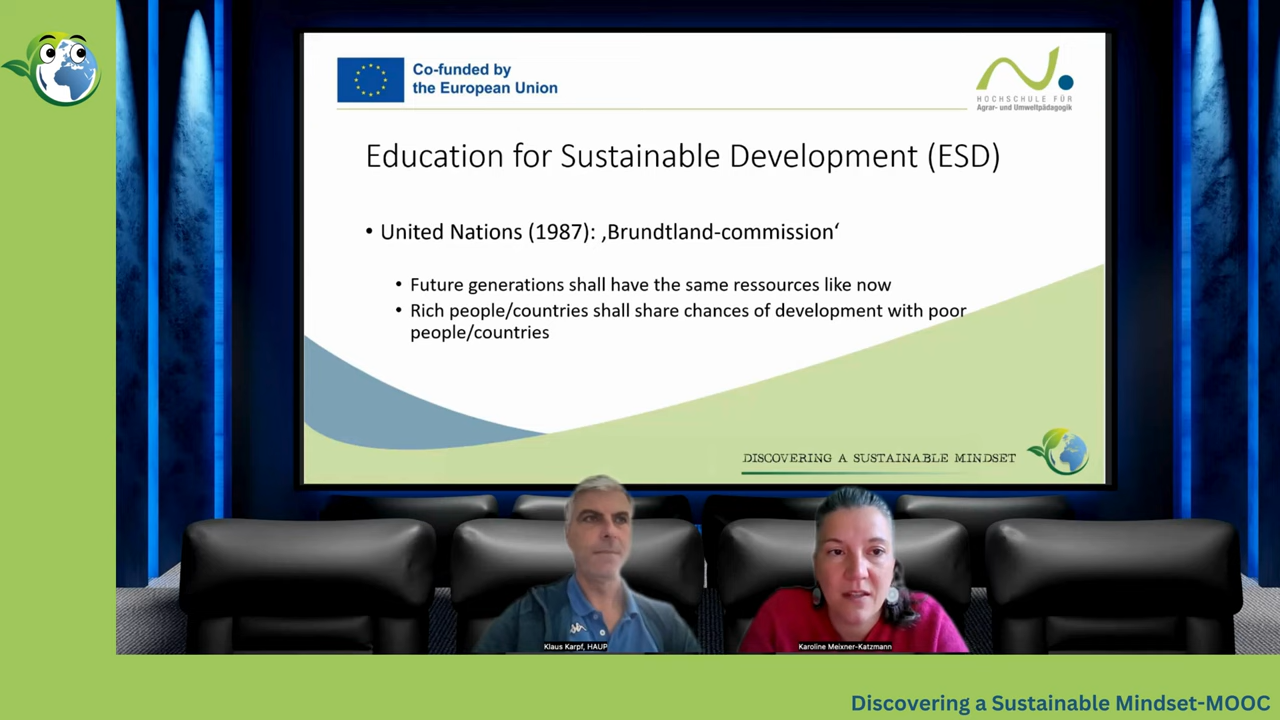 Co-funded by
the European Union
HOCHSCHULE FÜR
Agrar- und Umweltpädagogik
Education for Sustainable Development (ESD)
• United Nations (1987): ‚Brundtland-commission‘
• Future generations shall have the same ressources like now
• Rich people/countries shall share chances of development with poor
people/countries
DISCOVERING A SUSTAINABLE MINDSET
Klaus Karpf, HAUP
Karoline Meixner-Katzmann
Discovering a Sustainable Mindset-MOOC